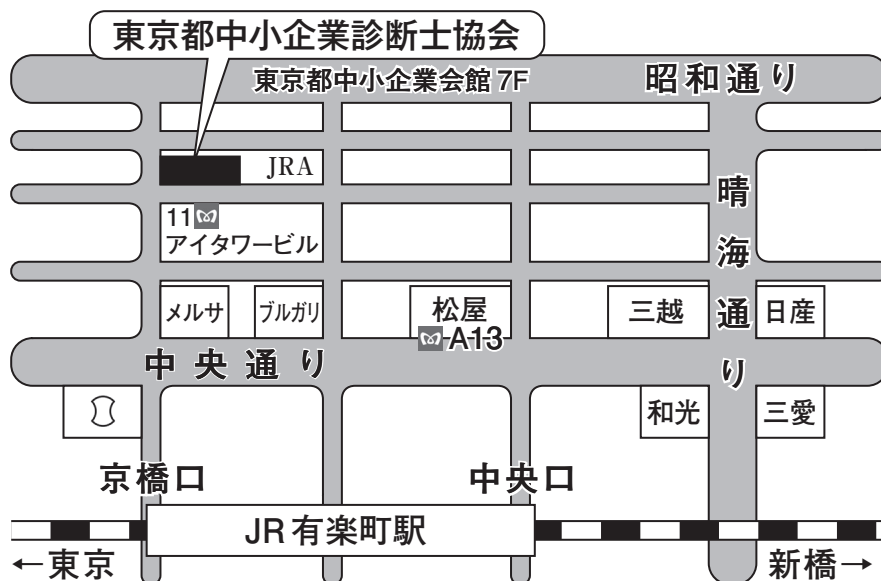 東京都中小企業診断士協会
東京都中小企業会館 7F
昭和通り
JRA
晴海通り
11
アイタワービル
メルサ
ブルガリ
松屋
A13
三越
日産
中央通り
和光
三愛
京橋口
中央口
JR有楽町駅
←東京
新橋→